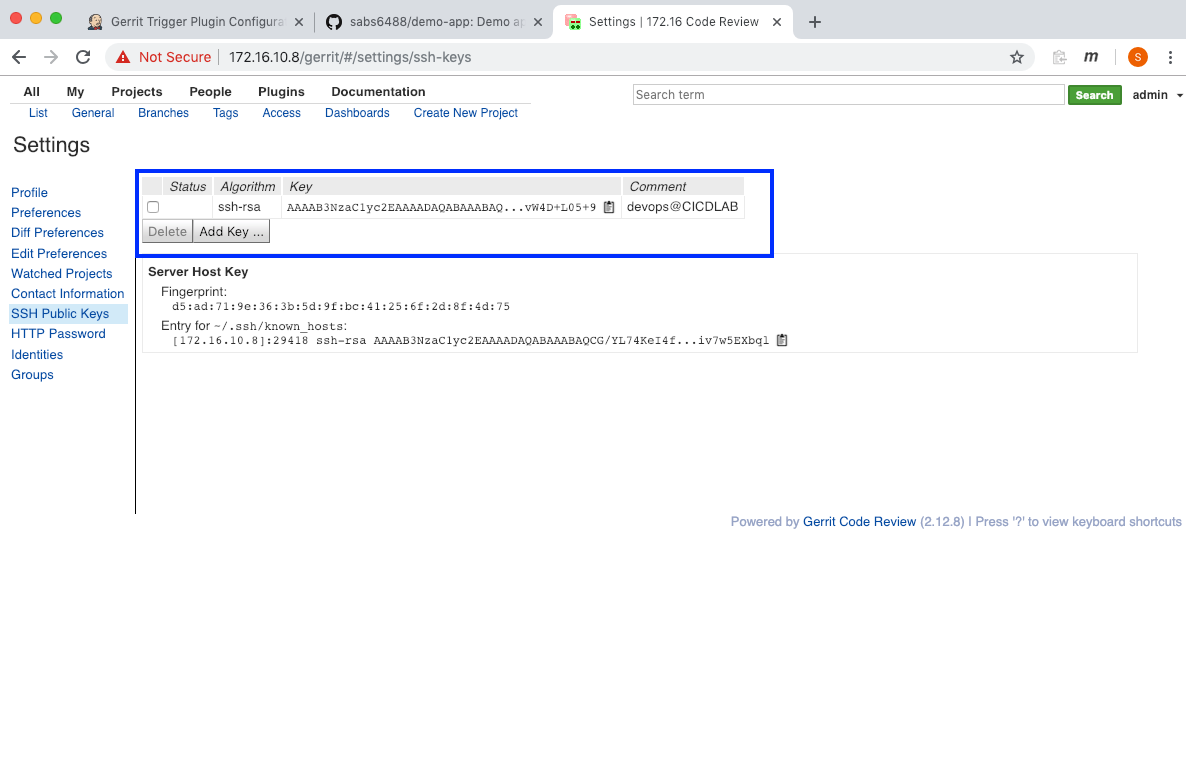 Gerrit Trigger Plugin Configura
sabs6488/demo-app: Demo ap
Settings | 172.16 Code Review
Not Secure
172.16.10.8/gerrit/#/settings/ssh-keys
m
S
All My Projects People Plugins Documentation
Search term
Search
admin
List General Branches Tags Access Dashboards Create New Project
Settings
Profile
Preferences
Diff Preferences
Edit Preferences
Watched Projects
Contact Information
SSH Public Keys
HTTP Password
Identities
Groups
Status Algorithm Key Comment
ssh-rsa AAAAB3NzaC1yc2EAAAADAQABAAABAQ...vW4D+L05+9 devops@CICDLAB
Delete Add Key ...
Server Host Key
Fingerprint:
d5:ad:71:9e:36:3b:5d:9f:bc:41:25:6f:2d:8f:4d:75
Entry for ~/.ssh/known_hosts:
[172.16.10.8]:29418 ssh-rsa AAAAB3NzaC1yc2EAAAADAQABAAABAQCG/YL74KeI4f...iv7w5EXbql
Powered by Gerrit Code Review (2.12.8) | Press '?' to view keyboard shortcuts